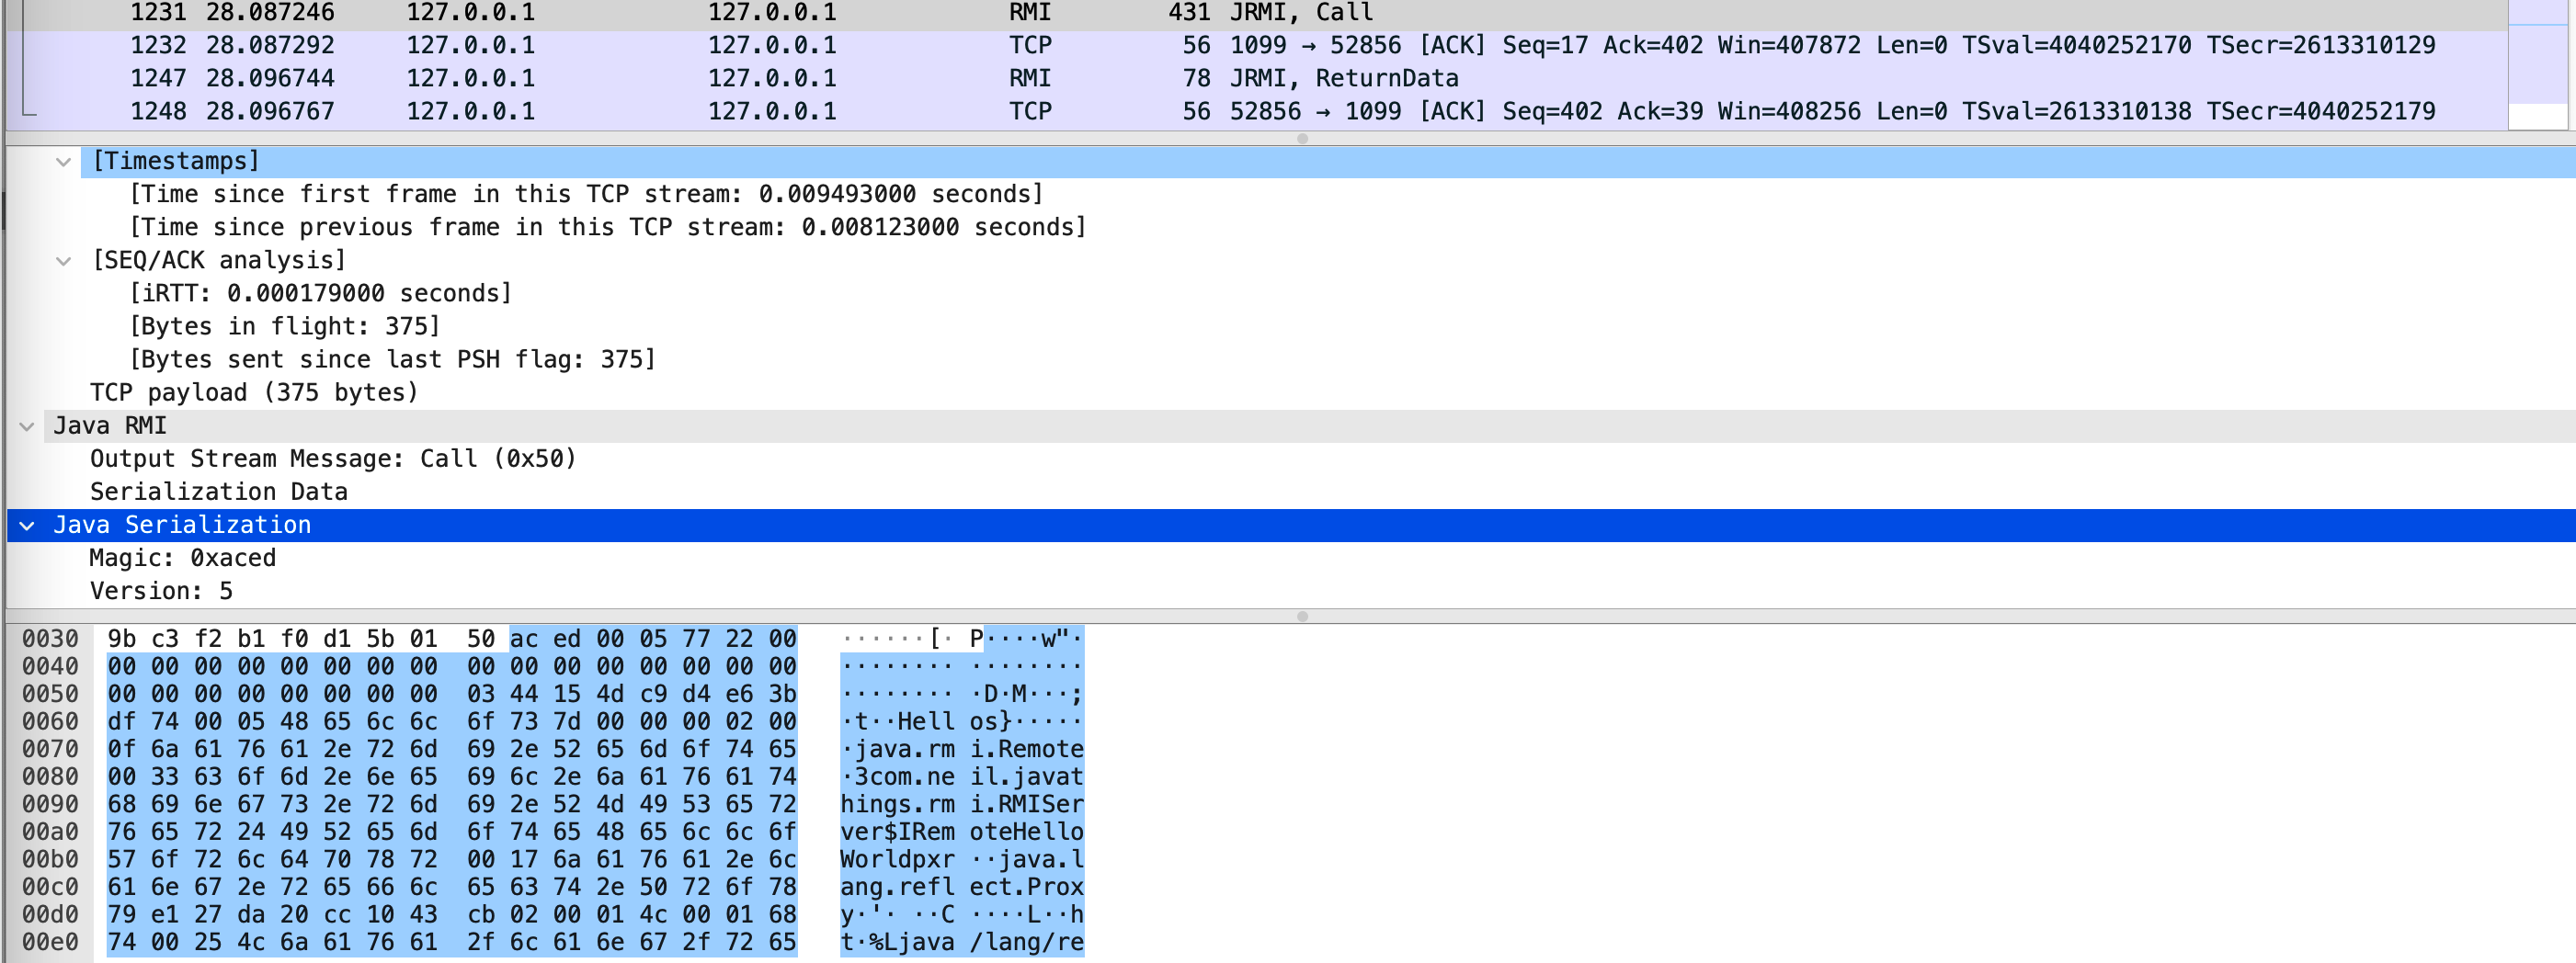 1231 28.087246 127.0.0.1 127.0.0.1 RMI 431 JRMI, Call
1232 28.087292 127.0.0.1 127.0.0.1 TCP 56 1099 → 52856 [ACK] Seq=17 Ack=402 Win=407872 Len=0 TSval=4040252170 TSecr=2613310129
1247 28.096744 127.0.0.1 127.0.0.1 RMI 78 JRMI, ReturnData
1248 28.096767 127.0.0.1 127.0.0.1 TCP 56 52856 → 1099 [ACK] Seq=402 Ack=39 Win=408256 Len=0 TSval=2613310138 TSecr=4040252179
[Timestamps]
[Time since first frame in this TCP stream: 0.009493000 seconds]
[Time since previous frame in this TCP stream: 0.008123000 seconds]
[SEQ/ACK analysis]
[iRTT: 0.000179000 seconds]
[Bytes in flight: 375]
[Bytes sent since last PSH flag: 375]
TCP payload (375 bytes)
Java RMI
Output Stream Message: Call (0x50)
Serialization Data
Java Serialization
Magic: 0xaced
Version: 5
0030 9b c3 f2 b1 f0 d1 5b 01 50 ac ed 00 05 77 22 00 ······[· P····w"·
0040 00 00 00 00 00 00 00 00 00 00 00 00 00 00 00 00 ········ ········
0050 00 00 00 00 00 00 00 00 03 44 15 4d c9 d4 e6 3b ········ ·D·M···;
0060 df 74 00 05 48 65 6c 6c 6f 73 7d 00 00 00 02 00 ·t··Hell os}·····
0070 0f 6a 61 76 61 2e 72 6d 69 2e 52 65 6d 6f 74 65 ·java.rm i.Remote
0080 00 33 63 6f 6d 2e 6e 65 69 6c 2e 6a 61 76 61 74 ·3com.ne il.javat
0090 68 69 6e 67 73 2e 72 6d 69 2e 52 4d 49 53 65 72 hings.rm i.RMISer
00a0 76 65 72 24 49 52 65 6d 6f 74 65 48 65 6c 6c 6f ver$IRem oteHello
00b0 57 6f 72 6c 64 70 78 72 00 17 6a 61 76 61 2e 6c Worldpxr ··java.l
00c0 61 6e 67 2e 72 65 66 6c 65 63 74 2e 50 72 6f 78 ang.refl ect.Prox
00d0 79 e1 27 da 20 cc 10 43 cb 02 00 01 4c 00 01 68 y·'· ··C ····L··h
00e0 74 00 25 4c 6a 61 76 61 2f 6c 61 6e 67 2f 72 65 t·%Ljava /lang/re